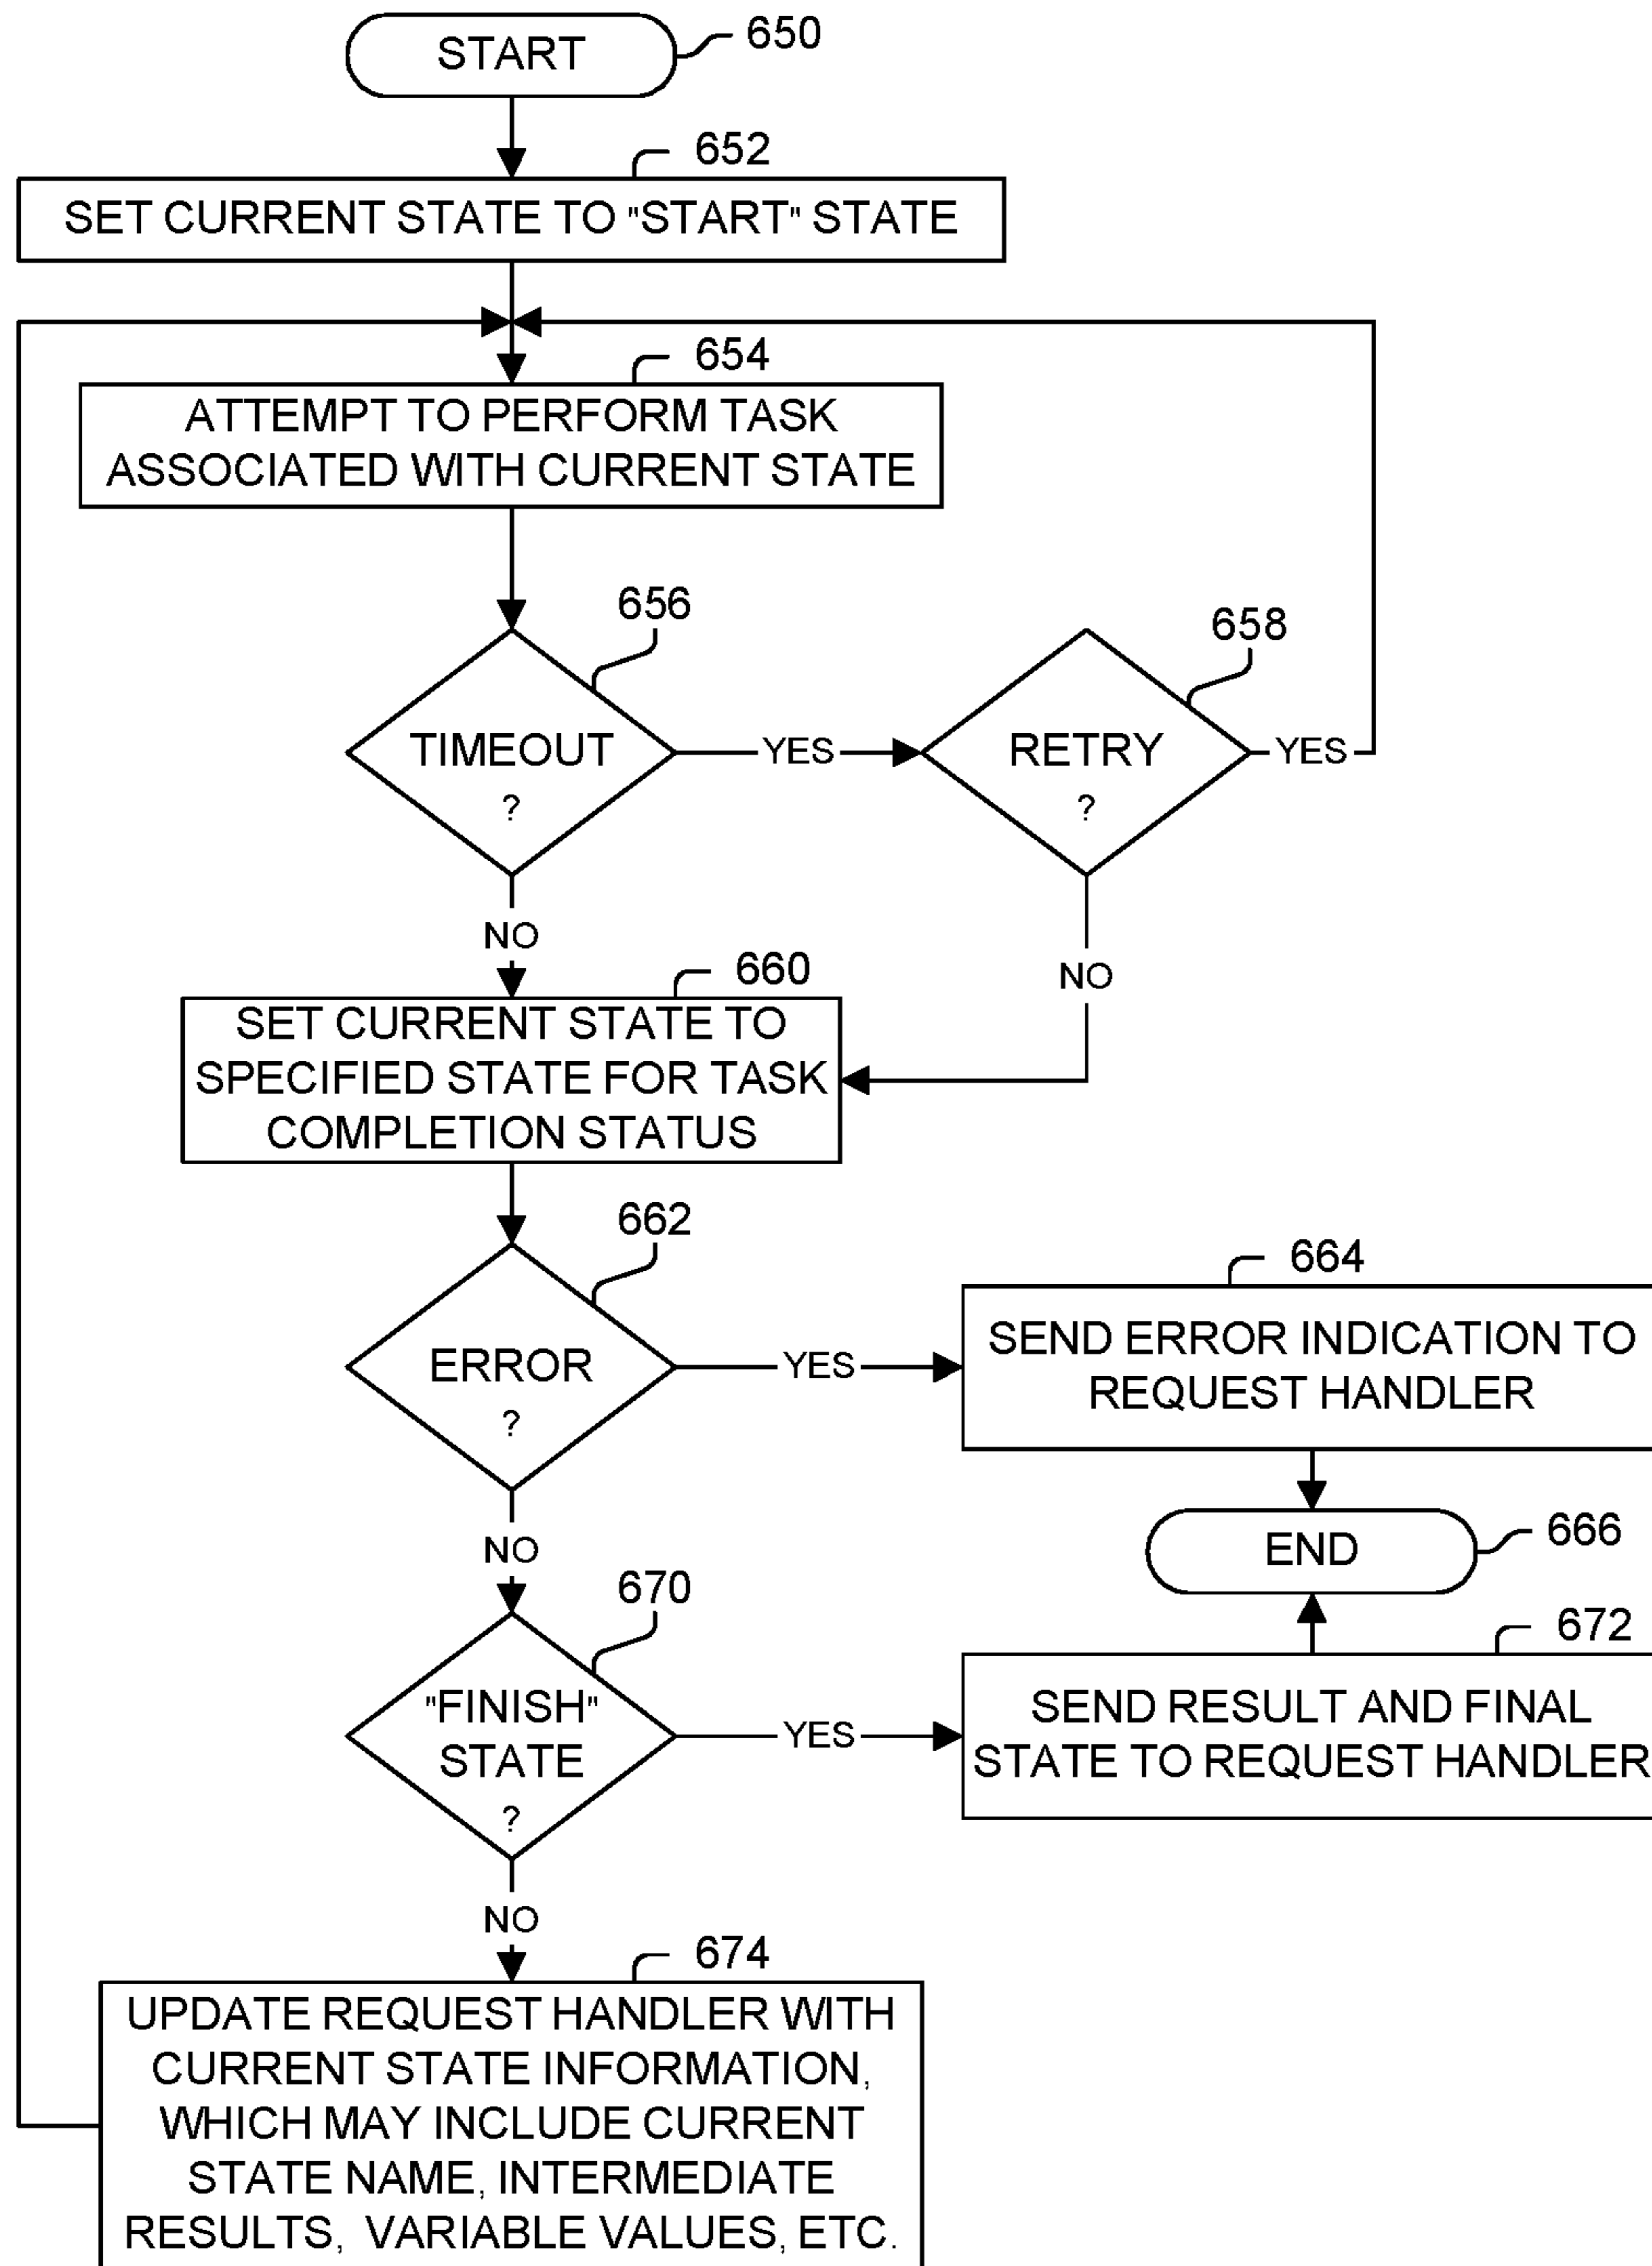 START
650
652
SET CURRENT STATE TO "START" STATE
654
ATTEMPT TO PERFORM TASK
ASSOCIATED WITH CURRENT STATE
656
TIMEOUT
?
YES
658
RETRY
?
YES
NO
NO
660
SET CURRENT STATE TO
SPECIFIED STATE FOR TASK
COMPLETION STATUS
662
ERROR
?
YES
664
SEND ERROR INDICATION TO
REQUEST HANDLER
END
666
NO
670
"FINISH"
STATE
?
YES
672
SEND RESULT AND FINAL
STATE TO REQUEST HANDLER
NO
674
UPDATE REQUEST HANDLER WITH
CURRENT STATE INFORMATION,
WHICH MAY INCLUDE CURRENT
STATE NAME, INTERMEDIATE
RESULTS, VARIABLE VALUES, ETC.